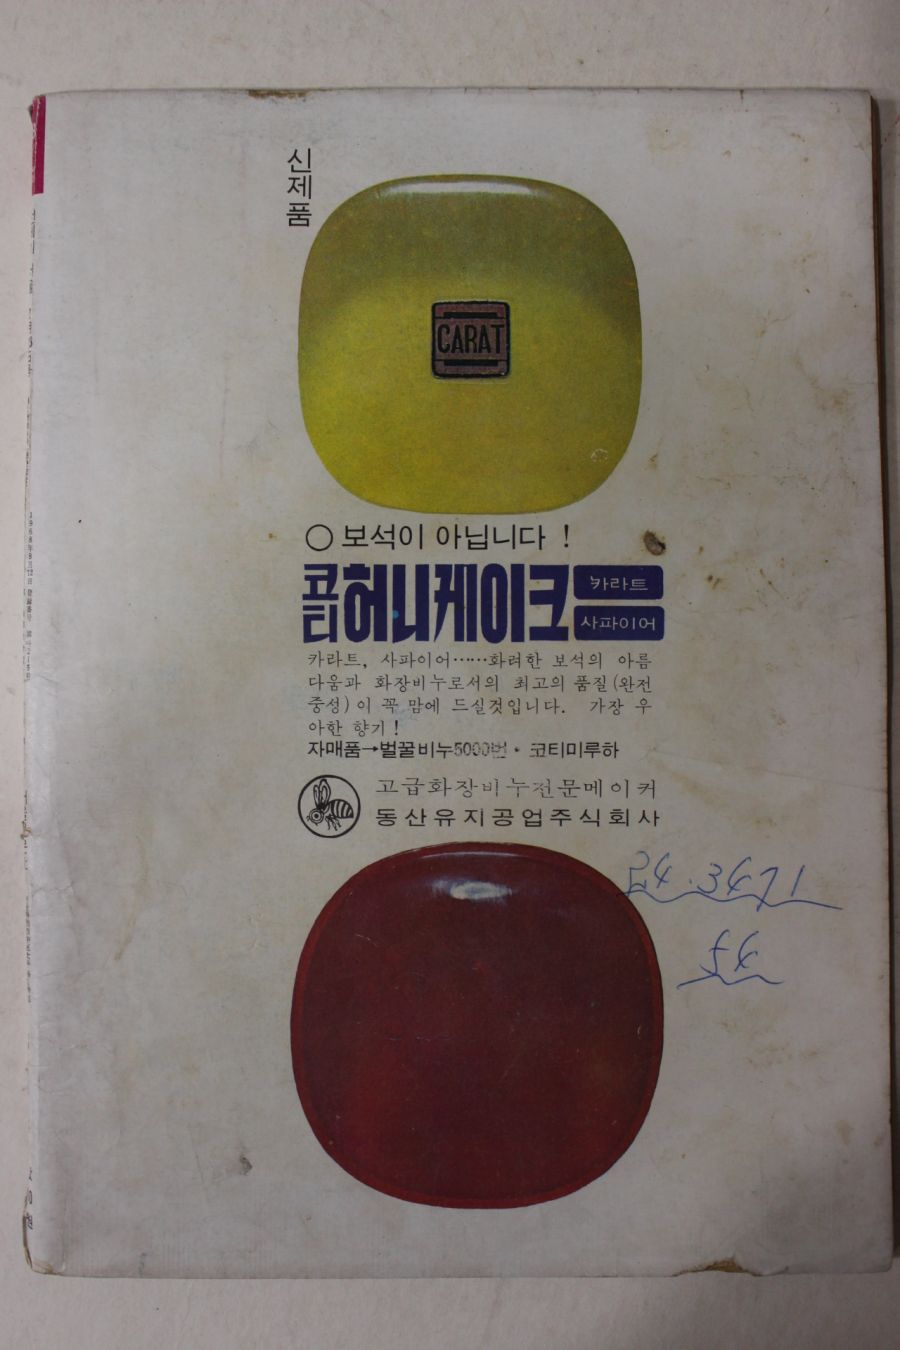 신제품
CARAT
○ 보석이 아닙니다 !
코티 허니케이크 카라트 사파이어
카라트, 사파이어……화려한 보석의 아름
다움과 화장비누로서의 최고의 품질(완전
중성)이 꼭 맘에 드실것입니다. 가장 우
아한 향기!
자매품→벌꿀비누5000번· 코티미루하
고급화장비누전문메이커
동산유지공업주식회사
24.3471
54